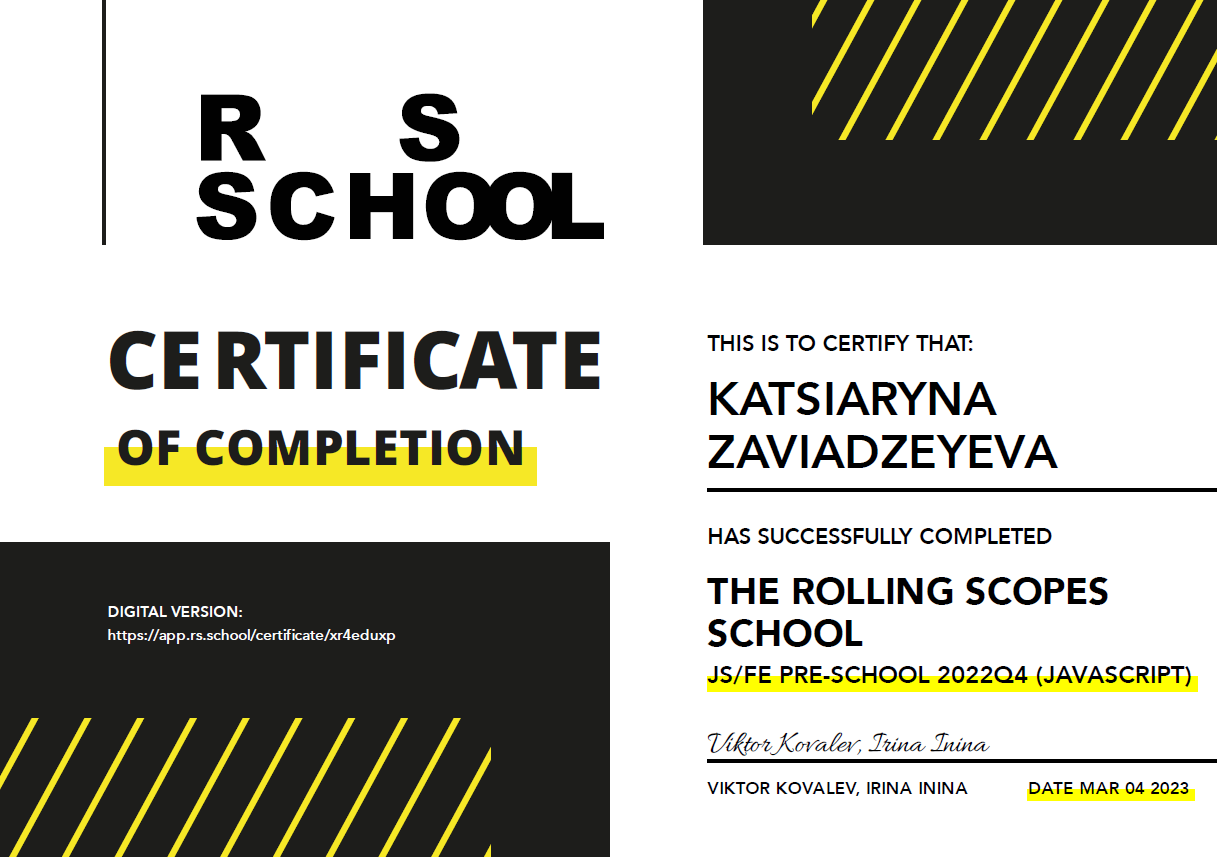 R S
SCHOOL
CERTIFICATE
OF COMPLETION
DIGITAL VERSION:
https://app.rs.school/certificate/xr4eduxp
THIS IS TO CERTIFY THAT:
KATSIARYNA
ZAVIADZEYEVA
HAS SUCCESSFULLY COMPLETED
THE ROLLING SCOPES
SCHOOL
JS/FE PRE-SCHOOL 2022Q4 (JAVASCRIPT)
Viktor Kovalev, Irina Inina
VIKTOR KOVALEV, IRINA ININA DATE MAR 04 2023